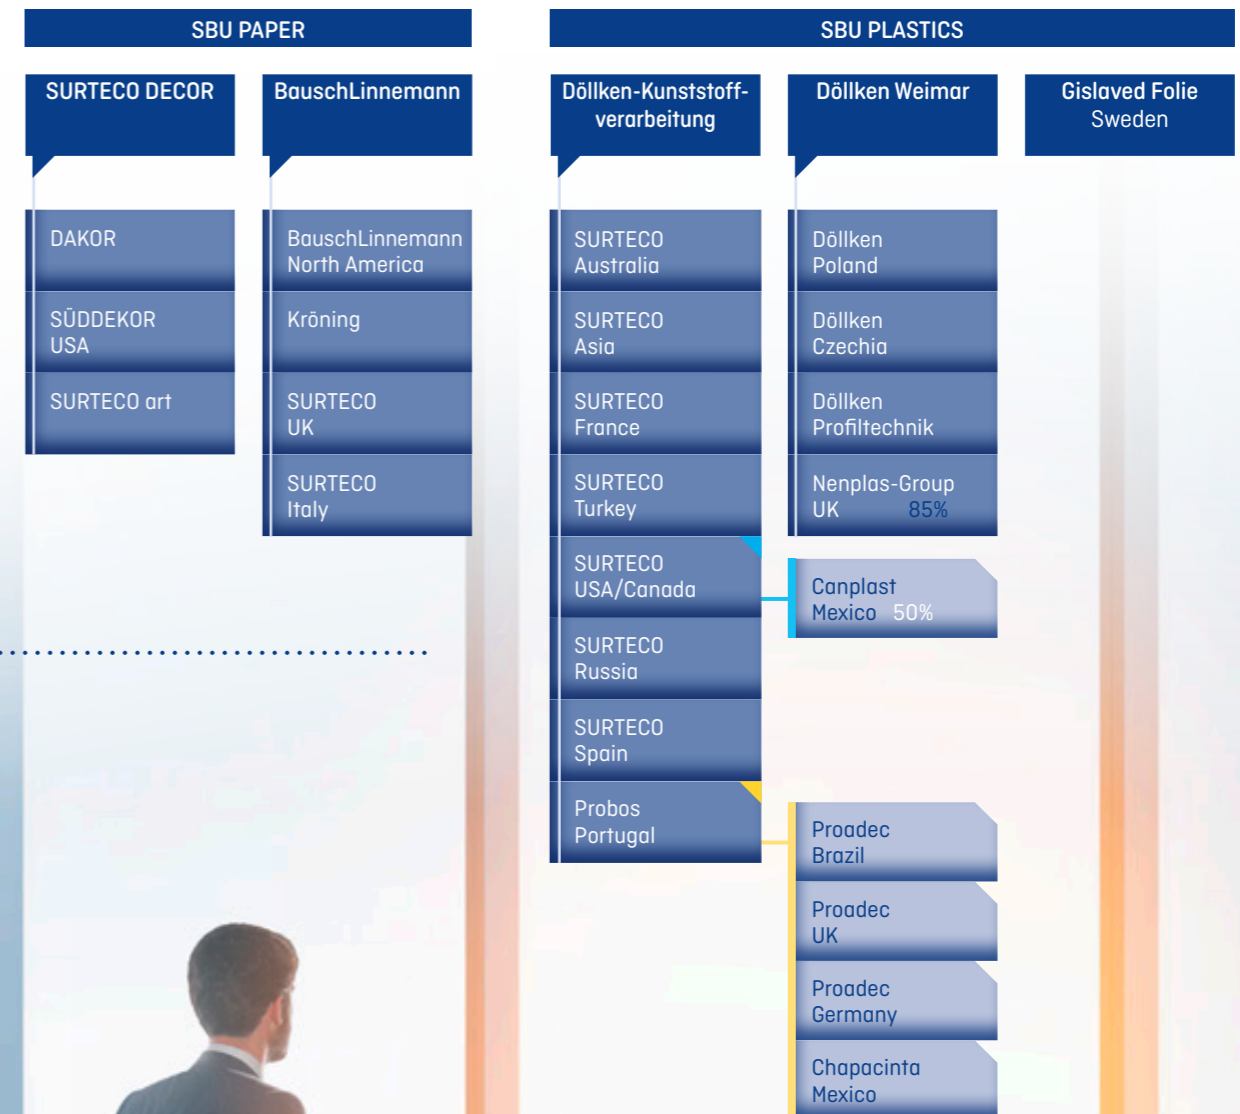 SBU PAPER
SURTECO DECOR
DAKOR
SÜDDEKOR
USA
SURTECO art
BauschLinnemann
BauschLinnemann
North America
Kröning
SURTECO
UK
SURTECO
Italy
SBU PLASTICS
Döllken-Kunststoff-
verarbeitung
SURTECO
Australia
SURTECO
Asia
SURTECO
France
SURTECO
Turkey
SURTECO
USA/Canada
Canplast
Mexico 50%
SURTECO
Russia
SURTECO
Spain
Probos
Portugal
Proadec
Brazil
Proadec
UK
Proadec
Germany
Chapacinta
Mexico
Döllken Weimar
Döllken
Poland
Döllken
Czechia
Döllken
Profiltechnik
Nenplas-Group
UK 85%
Gislaved Folie
Sweden